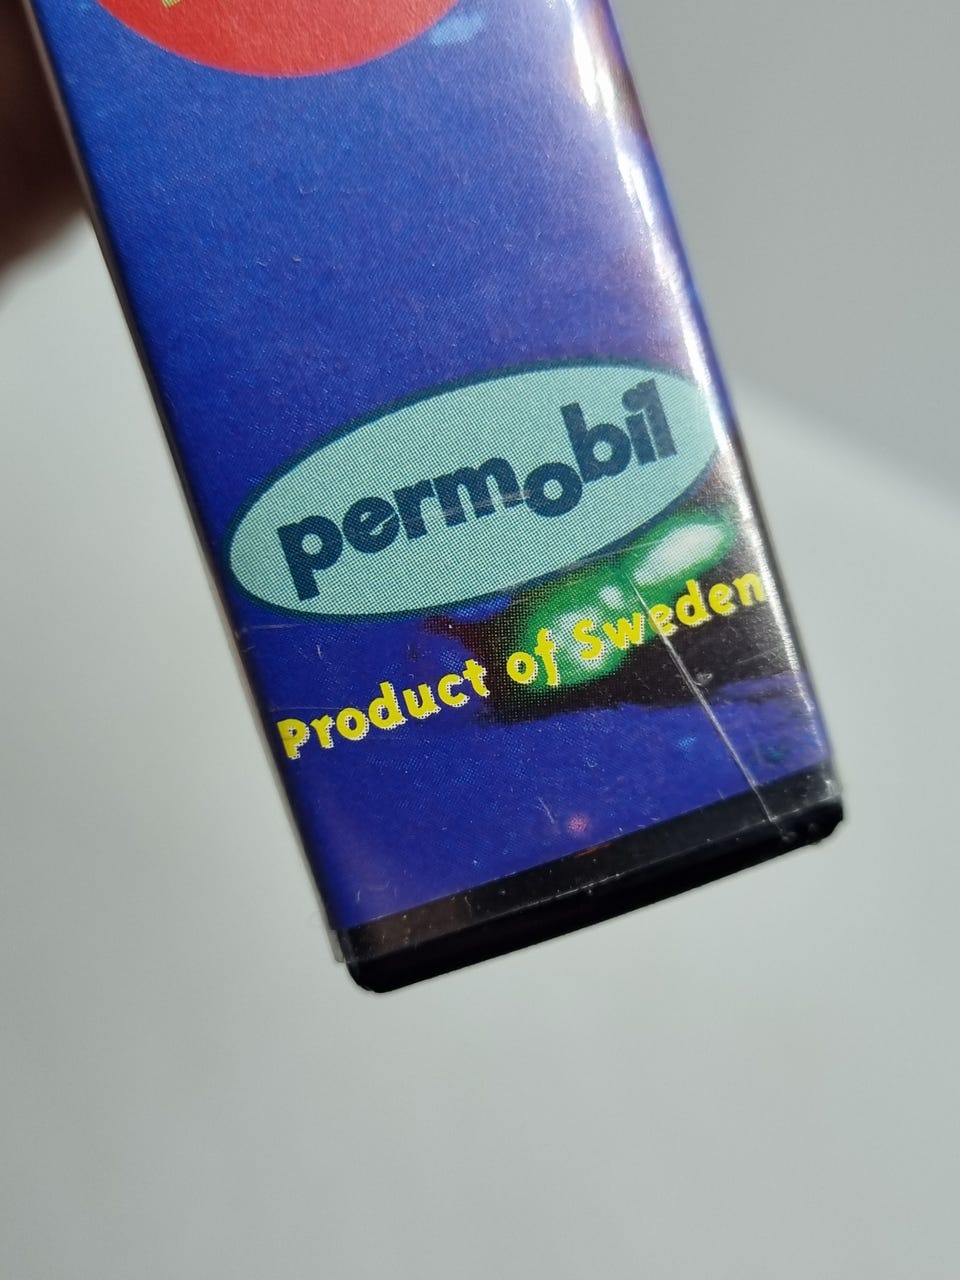 permobil
Product of Sweden